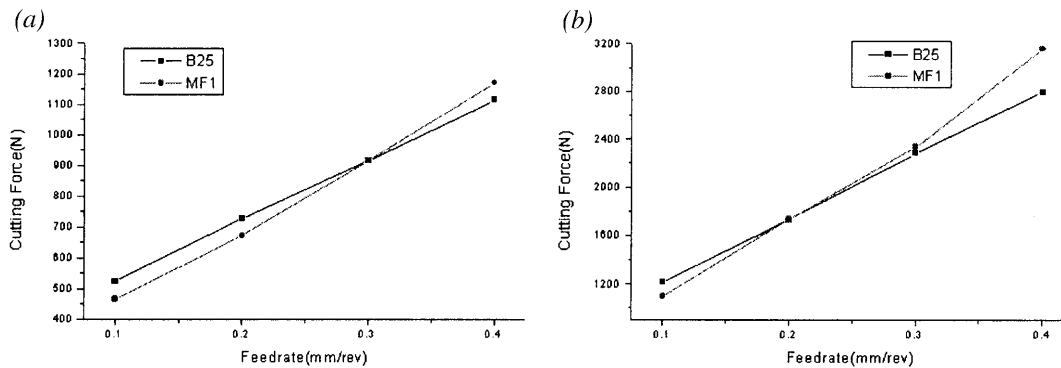 (a)
1300
1200
1100
1000
900
800
700
600
500
400
Cutting Force(N)
B25
MF1
0.1 0.2 0.3 0.4
Feedrate(mm/rev)
(b)
3200
2800
2400
2000
1600
1200
Cutting Force(N)
B25
MF1
0.1 0.2 0.3 0.4
Feedrate(mm/rev)